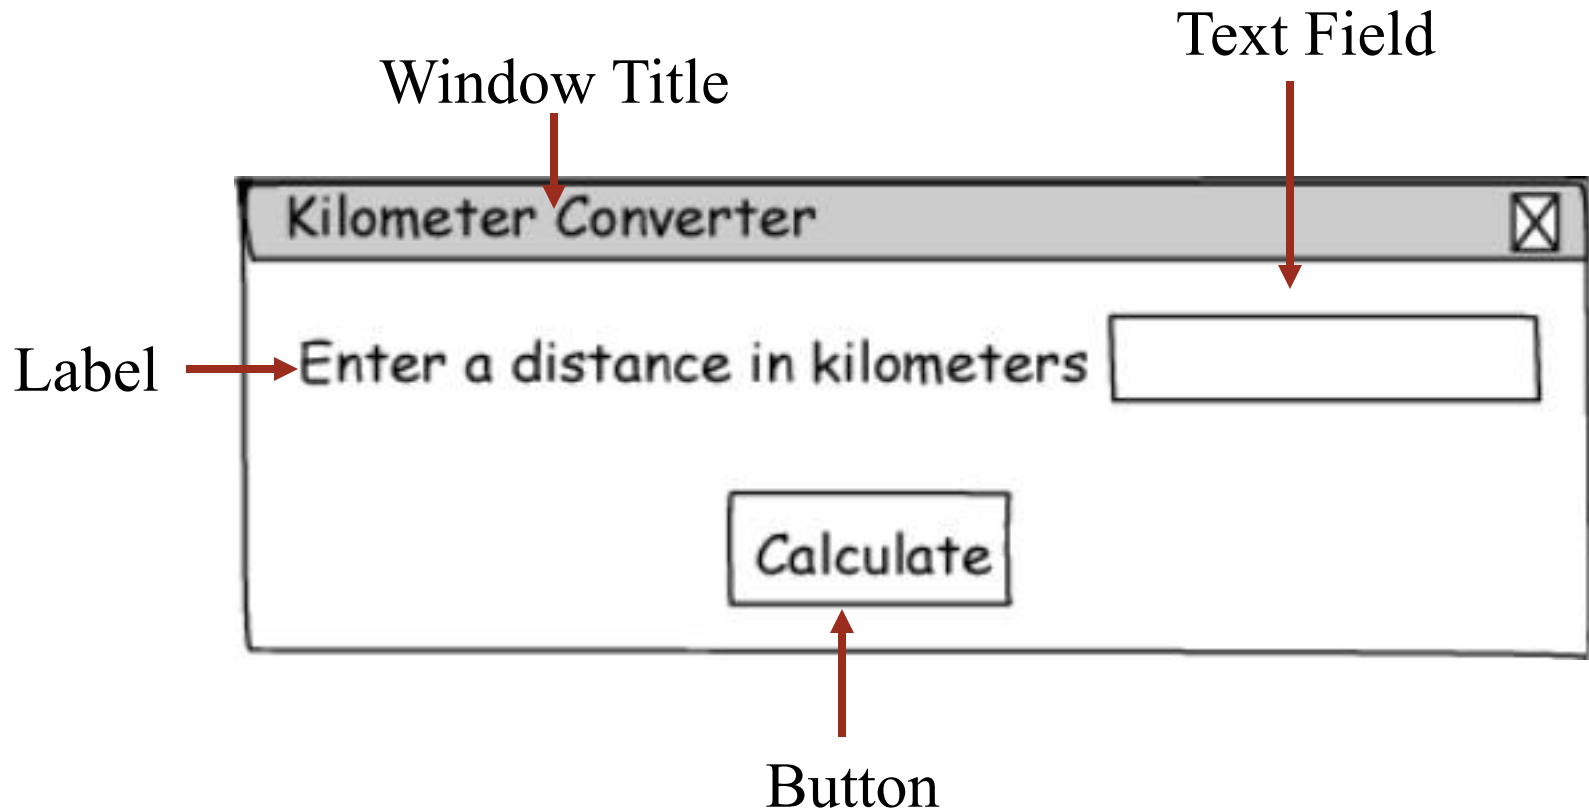 Text Field
Window Title
Kilometer Converter
Label
Enter a distance in kilometers
Calculate
Button